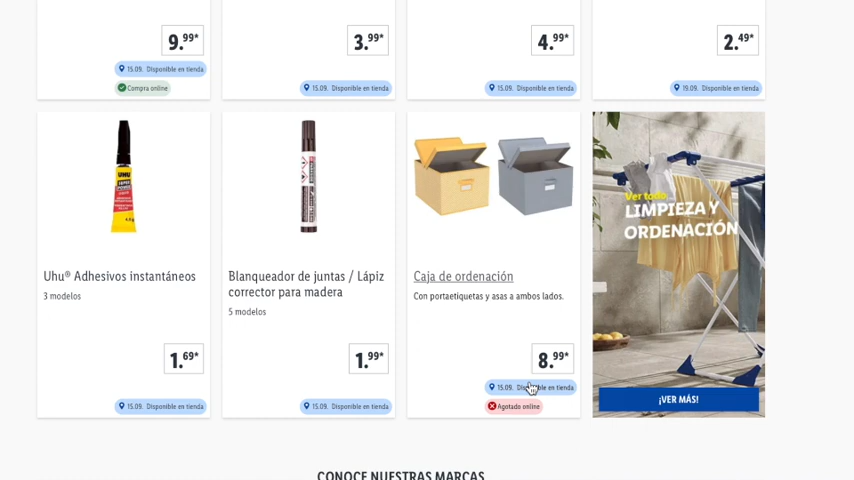 9.99*
3.99*
4.99*
2.49*
15.09. Disponible en tienda
Compra online
15.09. Disponible en tienda
15.09. Disponible en tienda
19.09. Disponible en tienda
UHU
Uhu® Adhesivos instantáneos
3 modelos
1.69*
15.09. Disponible en tienda
Blanqueador de juntas / Lápiz
corrector para madera
5 modelos
1.99*
15.09. Disponible en tienda
Caja de ordenación
Con portaetiquetas y asas a ambos lados.
8.99*
15.09. Disponible en tienda
Agotado online
Ver todo
LIMPIEZA Y
ORDENACIÓN
¡VER MÁS!
CONOCE NUESTRAS MARCAS